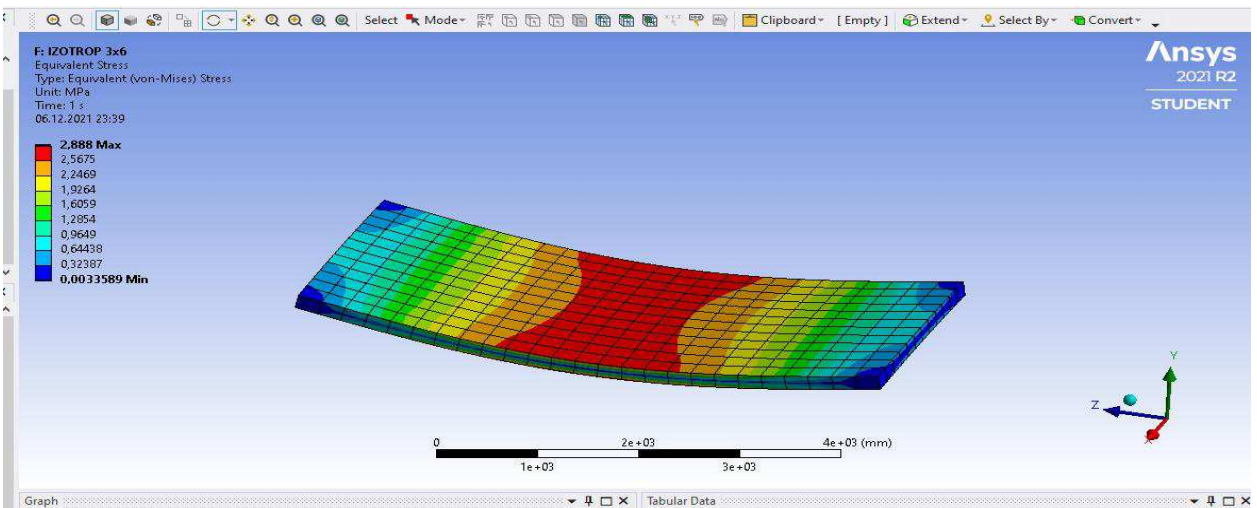 Select Mode Clipboard [ Empty ] Extend Select By Convert
F: IZOTROP 3x6
Equivalent Stress
Type: Equivalent (von-Mises) Stress
Unit: MPa
Time: 1 s
06.12.2021 23:39
2,888 Max
2,5675
2,2469
1,9264
1,6059
1,2854
0,9649
0,64438
0,32387
0,0033589 Min
Ansys
2021 R2
STUDENT
Y
Z
X
0 2e+03 4e+03 (mm)
1e+03 3e+03
Graph Tabular Data